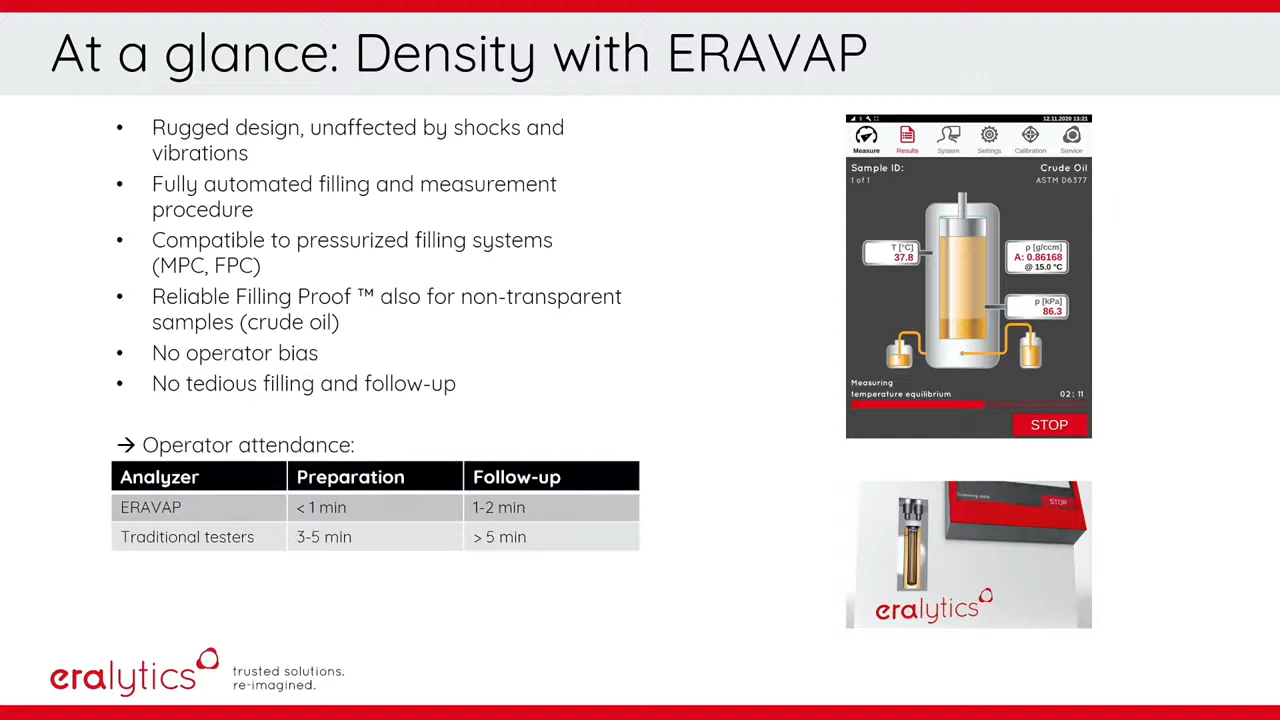 At a glance: Density with ERAVAP
• Rugged design, unaffected by shocks and
vibrations
• Fully automated filling and measurement
procedure
• Compatible to pressurized filling systems
(MPC, FPC)
• Reliable Filling Proof ™ also for non-transparent
samples (crude oil)
• No operator bias
• No tedious filling and follow-up
→ Operator attendance:
Analyzer Preparation Follow-up
ERAVAP < 1 min 1-2 min
Traditional testers 3-5 min > 5 min
12.11.2020 13:21
Measure Results System Settings Calibration Service
Sample ID: Crude Oil
1 of 1 ASTM D6377
T [°C]
37.8
ρ [g/ccm]
A: 0.86168
@ 15.0 °C
p [kPa]
86.3
Measuring
temperature equilibrium 02: 11
STOP
Scanning data
STOP
eralytics
eralytics
trusted solutions.
re-imagined.